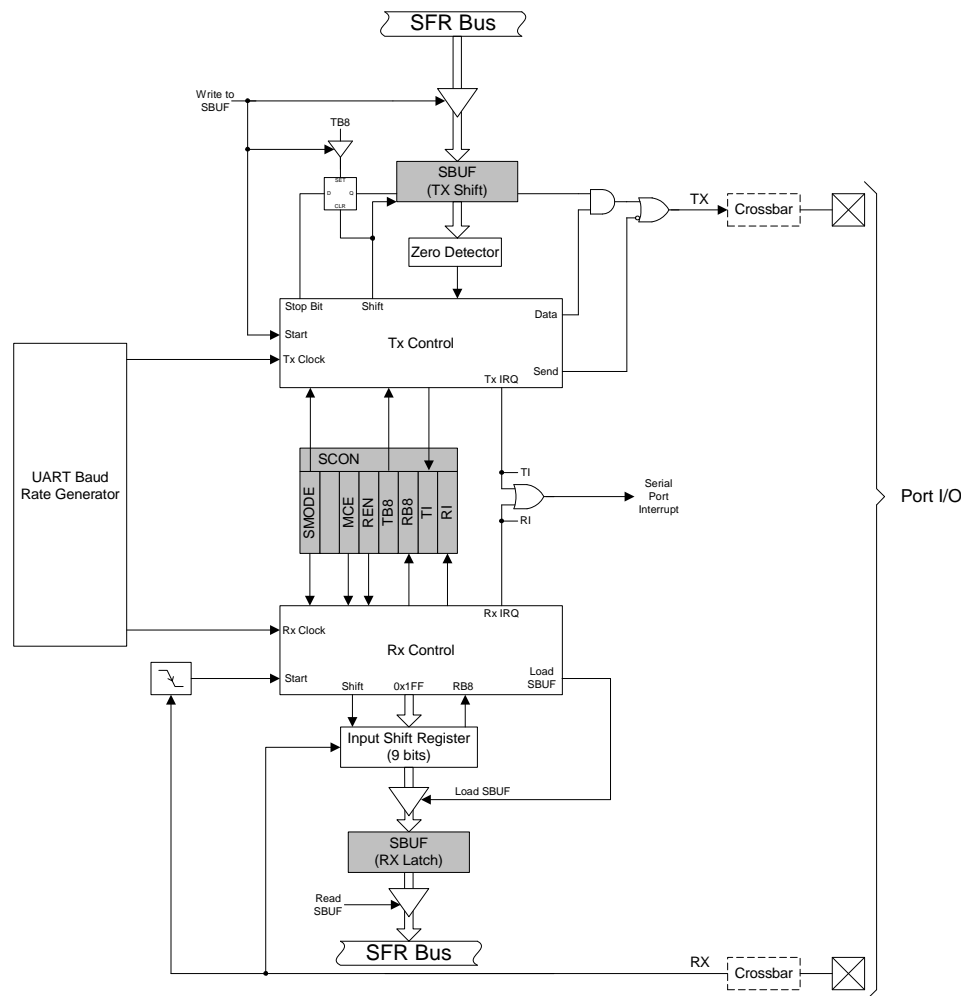 SFR Bus
Write to
SBUF
TB8
SET
D
Q
CLR
SBUF
(TX Shift)
TX
Crossbar
Zero Detector
Stop Bit
Shift
Data
Start
Tx Control
Tx Clock
Send
Tx IRQ
UART Baud
Rate Generator
SCON
SMODE
MCE
REN
TB8
RB8
TI
RI
TI
RI
Serial
Port
Interrupt
Port I/O
Rx IRQ
Rx Clock
Rx Control
Start
Load
SBUF
Shift
0x1FF
RB8
Input Shift Register
(9 bits)
Load SBUF
SBUF
(RX Latch)
Read
SBUF
SFR Bus
RX
Crossbar